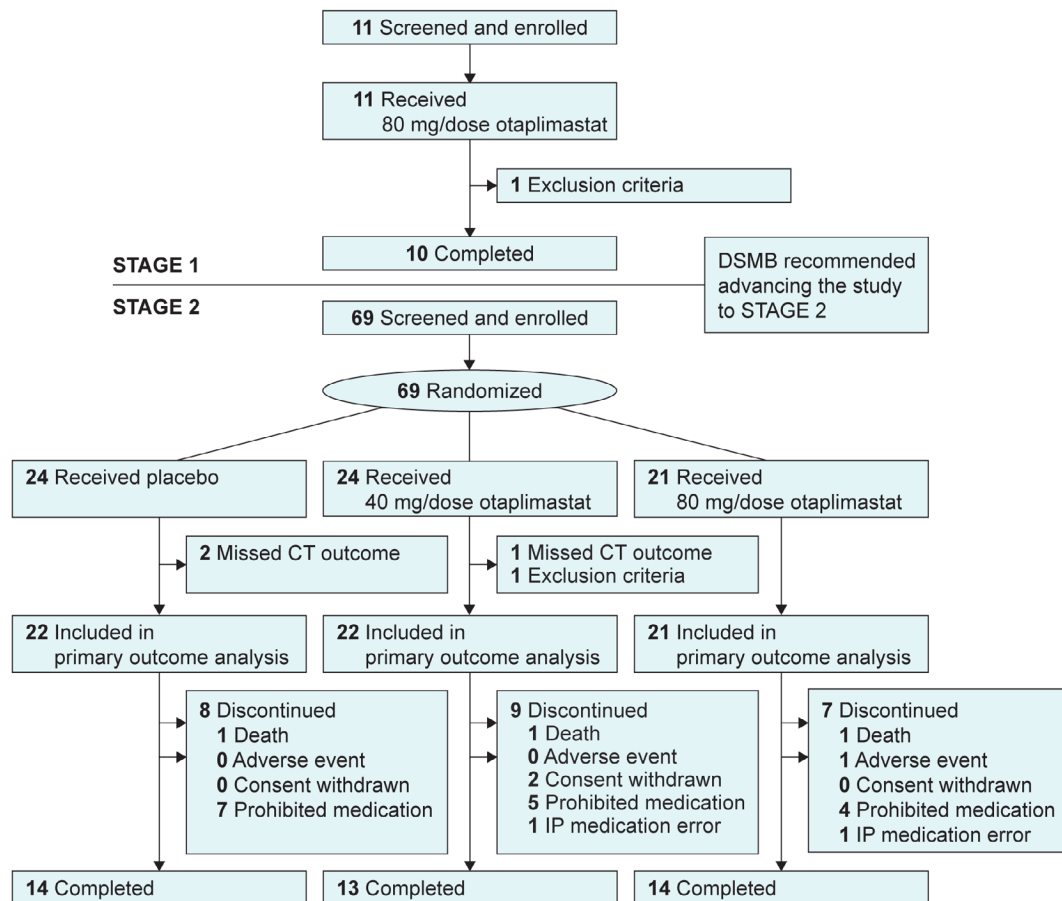 11 Screened and enrolled
11 Received
80 mg/dose otaplimastat
1 Exclusion criteria
10 Completed
STAGE 1
DSMB recommended
advancing the study
to STAGE 2
STAGE 2
69 Screened and enrolled
69 Randomized
24 Received placebo
24 Received
40 mg/dose otaplimastat
21 Received
80 mg/dose otaplimastat
2 Missed CT outcome
1 Missed CT outcome
1 Exclusion criteria
22 Included in
primary outcome analysis
22 Included in
primary outcome analysis
21 Included in
primary outcome analysis
8 Discontinued
1 Death
0 Adverse event
0 Consent withdrawn
7 Prohibited medication
9 Discontinued
1 Death
0 Adverse event
2 Consent withdrawn
5 Prohibited medication
1 IP medication error
7 Discontinued
1 Death
1 Adverse event
0 Consent withdrawn
4 Prohibited medication
1 IP medication error
14 Completed
13 Completed
14 Completed